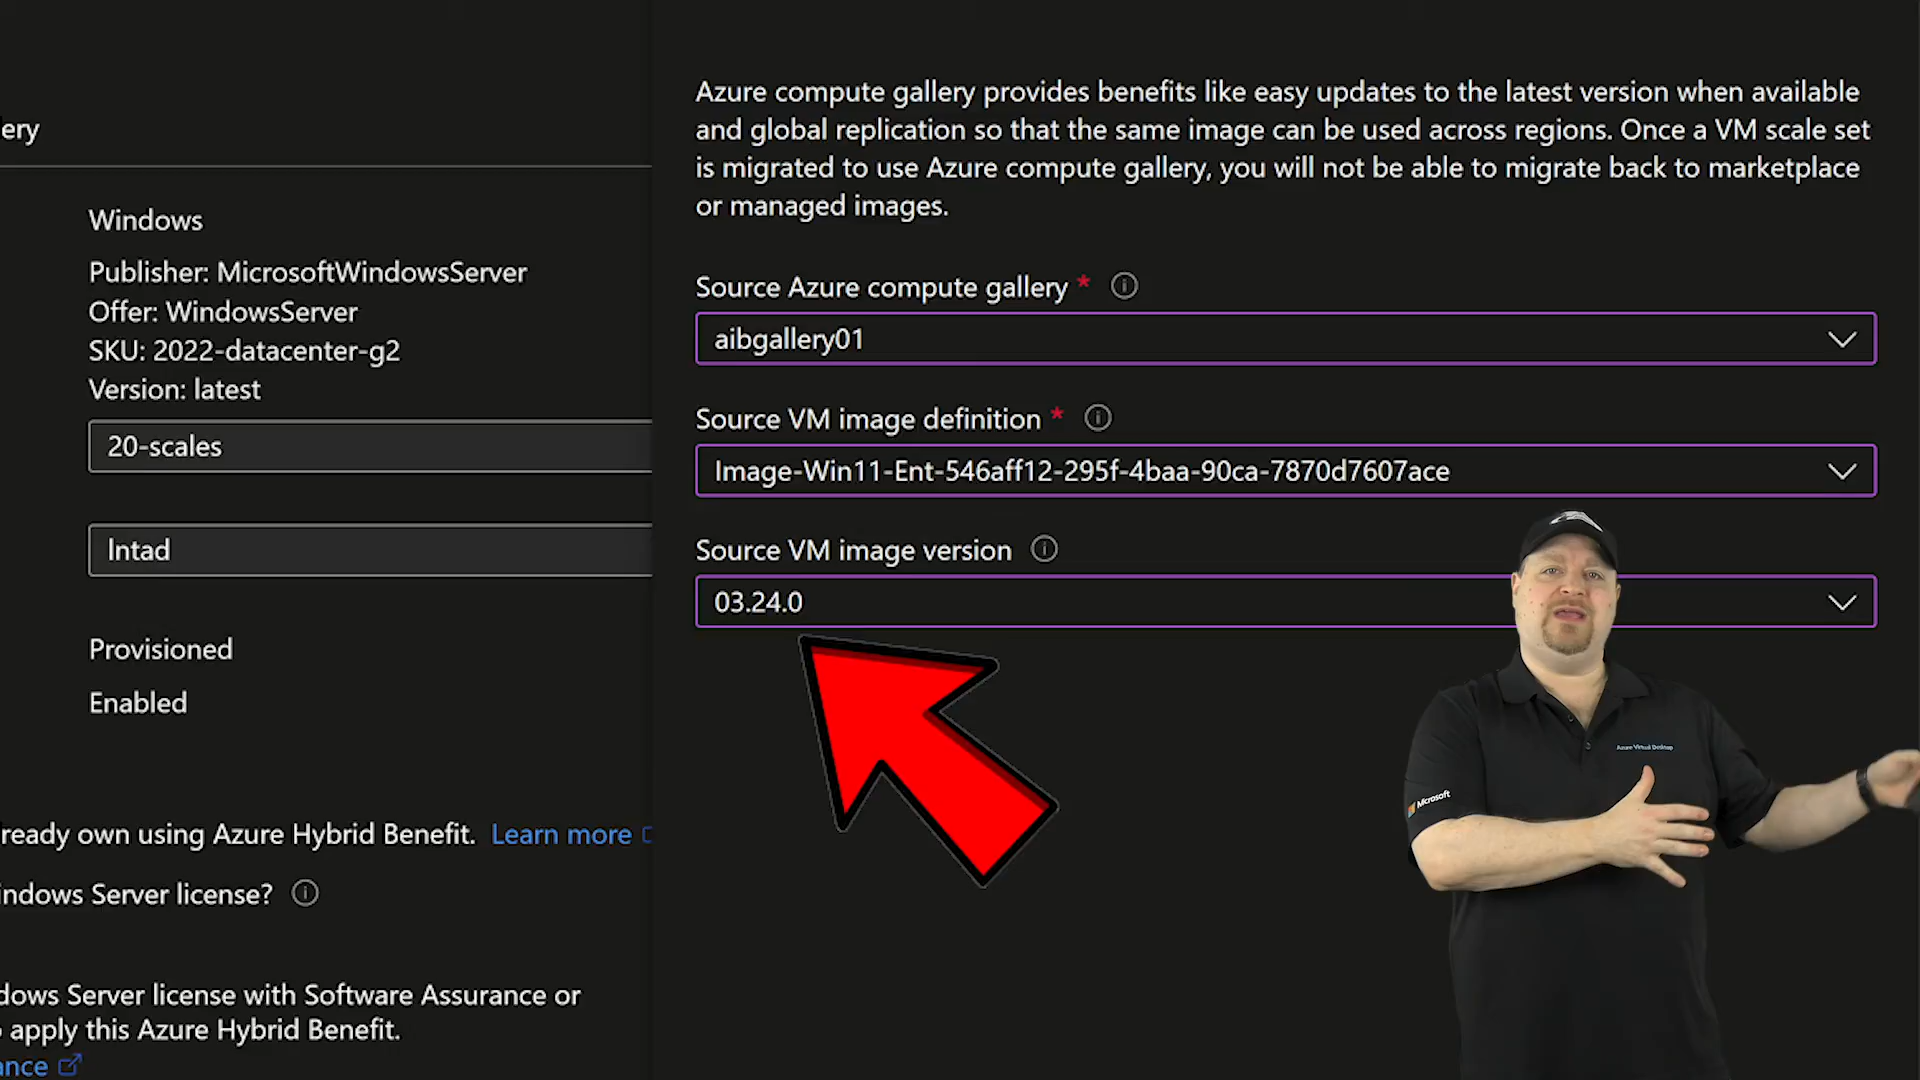 ery
Windows
Publisher: MicrosoftWindowsServer
Offer: WindowsServer
SKU: 2022-datacenter-g2
Version: latest
20-scales
lntad
Provisioned
Enabled
ready own using Azure Hybrid Benefit. Learn more
indows Server license?
dows Server license with Software Assurance or
apply this Azure Hybrid Benefit.
ance
Azure compute gallery provides benefits like easy updates to the latest version when available
and global replication so that the same image can be used across regions. Once a VM scale set
is migrated to use Azure compute gallery, you will not be able to migrate back to marketplace
or managed images.
Source Azure compute gallery *
aibgallery01
Source VM image definition *
Image-Win11-Ent-546aff12-295f-4baa-90ca-7870d7607ace
Source VM image version
03.24.0
Azure Virtual Desktop
Microsoft